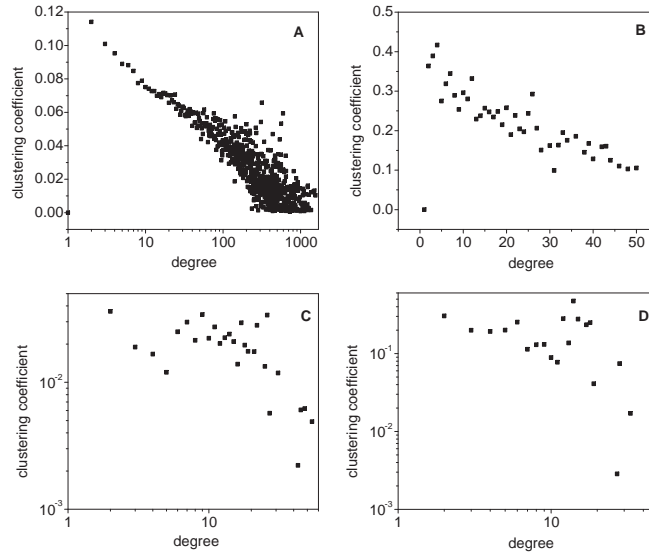 A
0.12
0.10
0.08
0.06
0.04
0.02
0.00
clustering coefficient
1
10
100
1000
degree
B
0.5
0.4
0.3
0.2
0.1
0.0
clustering coefficient
0
10
20
30
40
50
degree
C
10-2
10-3
clustering coefficient
1
10
degree
D
10-1
10-2
10-3
clustering coefficient
1
10
degree